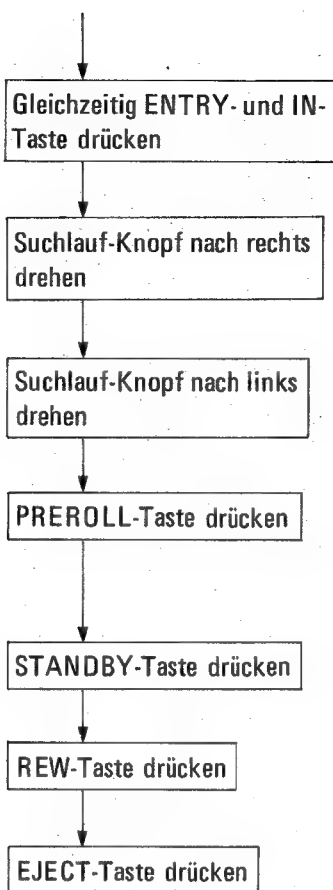 Gleichzeitig ENTRY- und IN-
Taste drücken
Suchlauf-Knopf nach rechts
drehen
Suchlauf-Knopf nach links
drehen
PREROLL-Taste drücken
STANDBY-Taste drücken
REW-Taste drücken
EJECT-Taste drücken